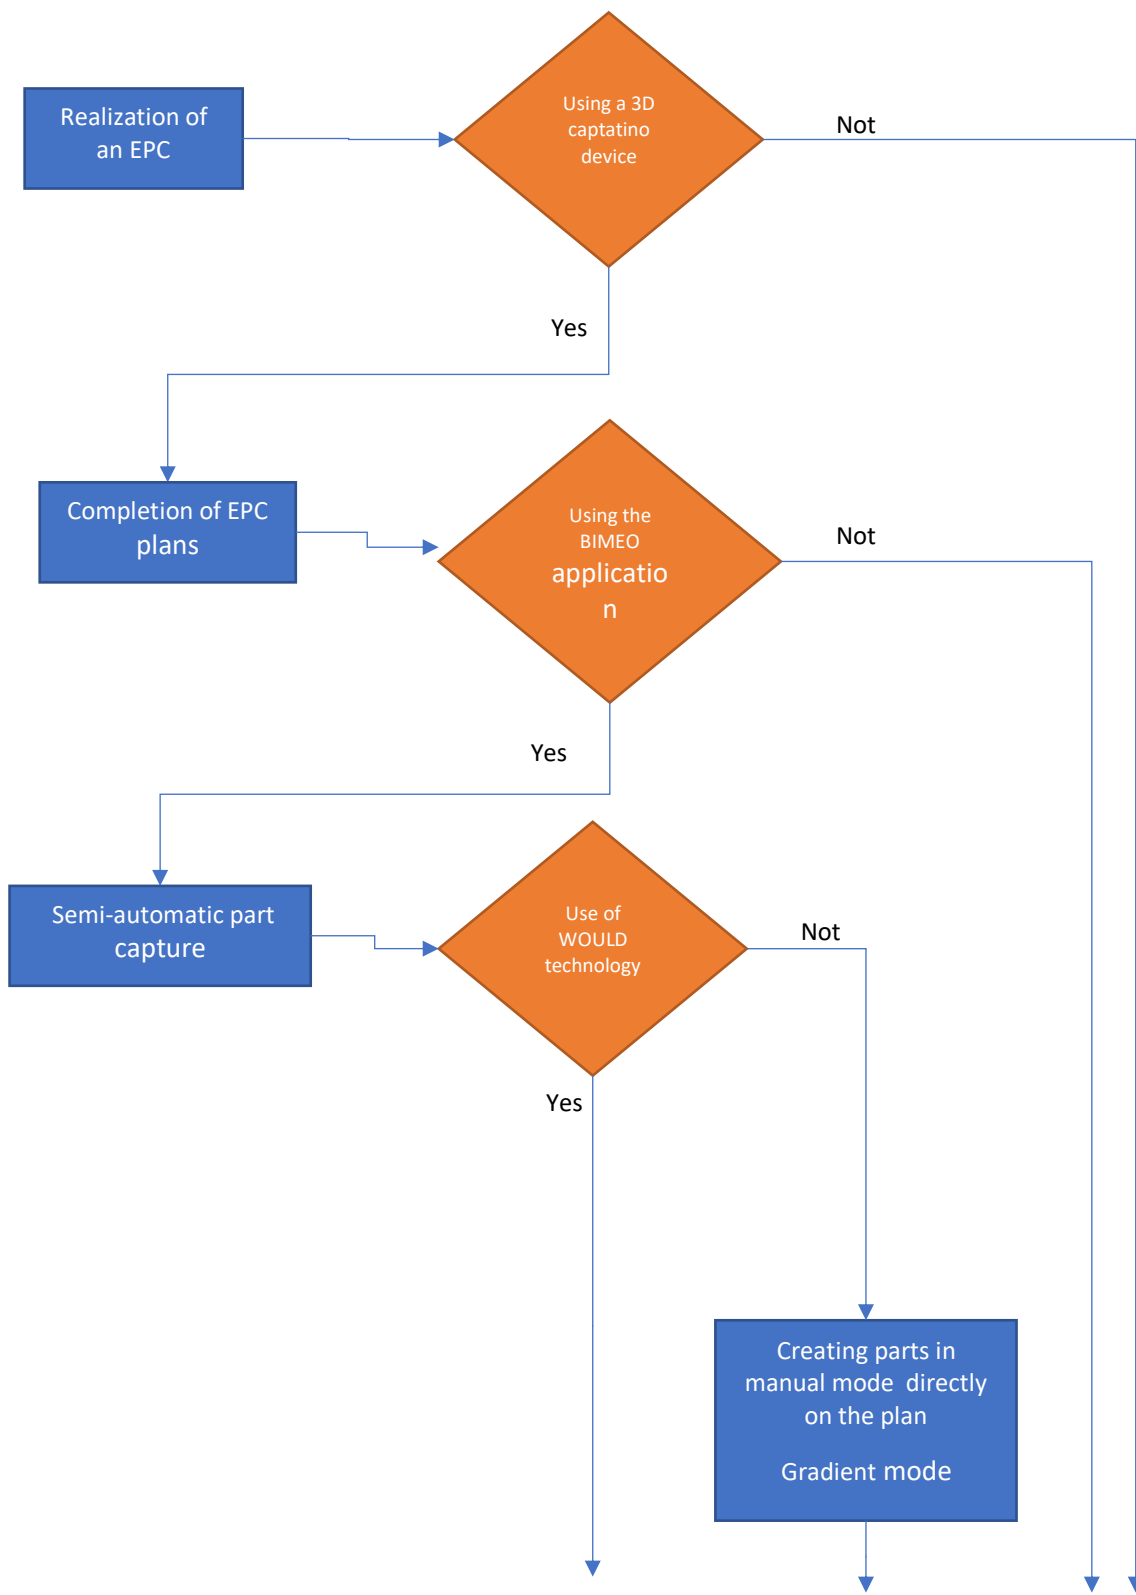 Realization of
an EPC
Using a 3D
captatino
device
Not
Yes
Completion of EPC
plans
Using the
BIMEO
applicatio
n
Not
Yes
Semi-automatic part
capture
Use of
WOULD
technology
Not
Yes
Creating parts in
manual mode directly
on the plan
Gradient mode